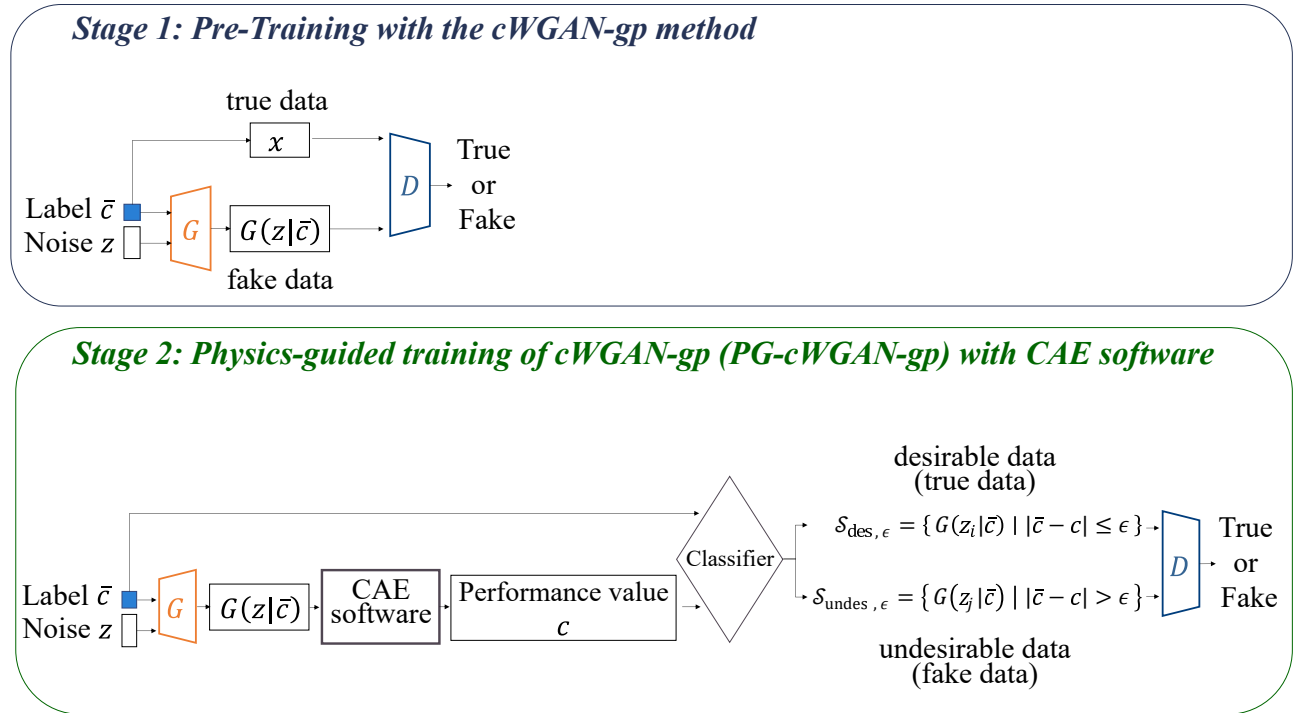 Stage 1: Pre-Training with the cWGAN-gp method
true data
x
Label c̄
Noise z
G
G(z|c̄)
fake data
D
True
or
Fake
Stage 2: Physics-guided training of cWGAN-gp (PG-cWGAN-gp) with CAE software
Label c̄
Noise z
G
G(z|c̄)
CAE
software
Performance value
c
Classifier
desirable data
(true data)
𝒮des, ϵ = { G(zᵢ|c̄) | |c̄ − c| ≤ ϵ}
𝒮undes , ϵ = { G(zⱼ|c̄) | |c̄ − c| > ϵ}
undesirable data
(fake data)
D
True
or
Fake